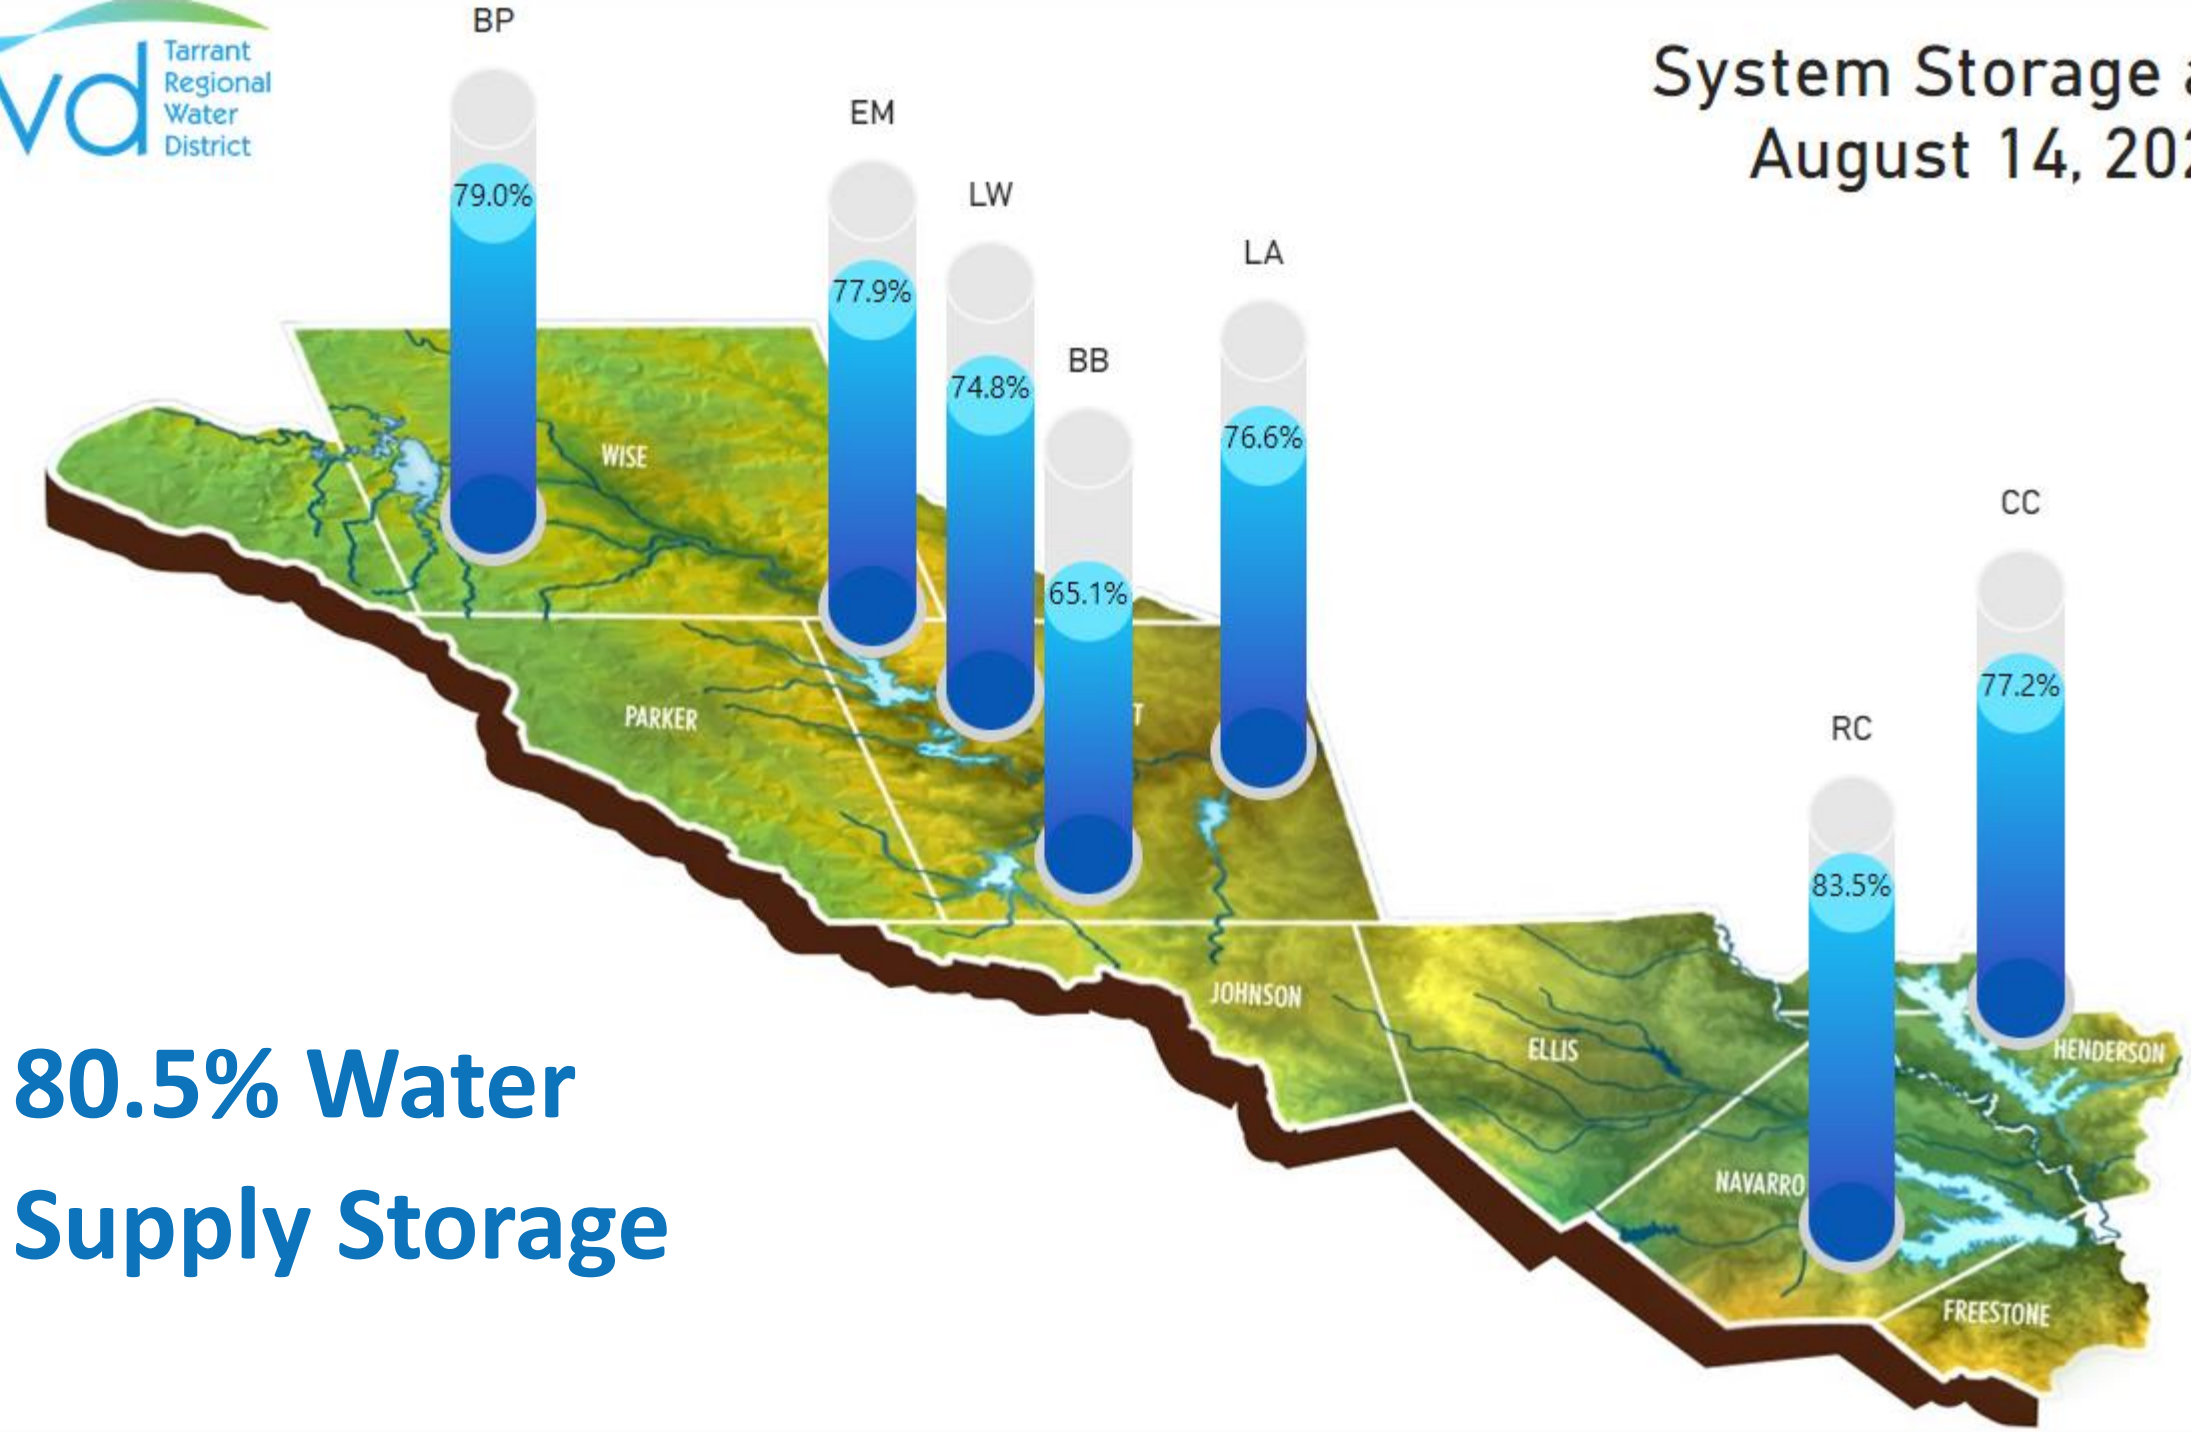 Tarrant
Regional
Water
District
System Storage
August 14,
BP
79.0%
EM
77.9%
LW
74.8%
BB
65.1%
LA
76.6%
CC
77.2%
RC
83.5%
WISE
PARKER
JOHNSON
ELLIS
NAVARRO
HENDERSON
FREESTONE
80.5% Water
Supply Storage